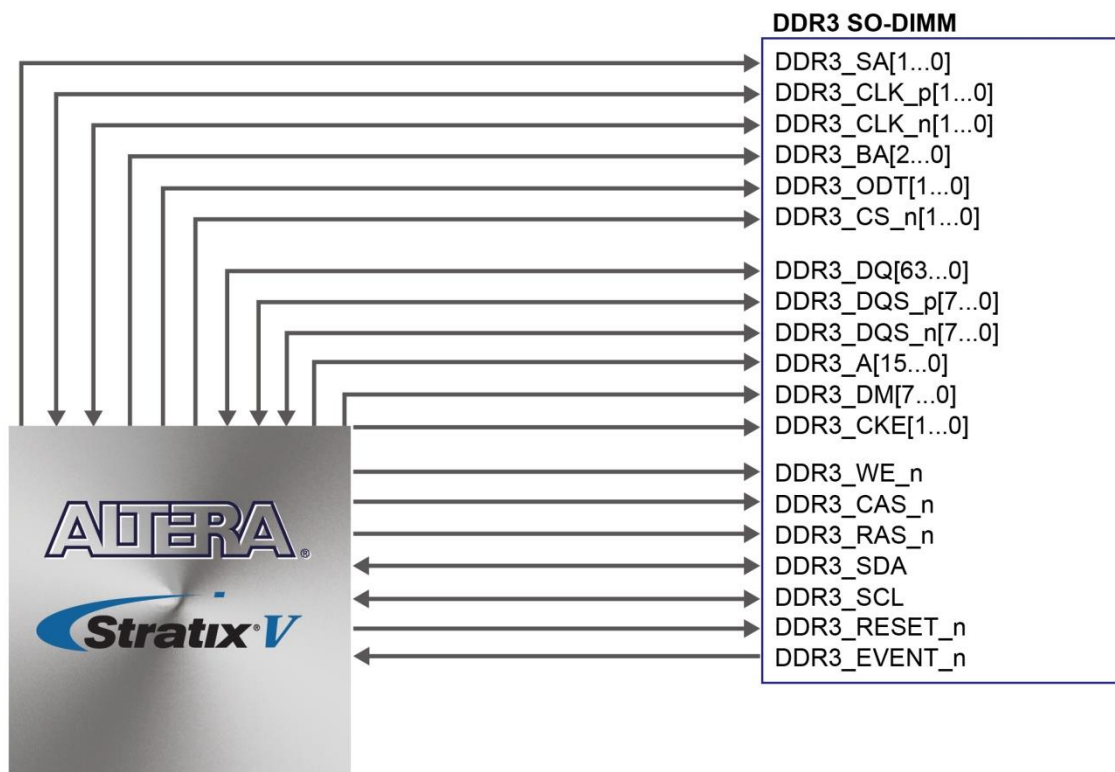 DDR3 SO-DIMM
DDR3_SA[1...0]
DDR3_CLK_p[1...0]
DDR3_CLK_n[1...0]
DDR3_BA[2...0]
DDR3_ODT[1...0]
DDR3_CS_n[1...0]
DDR3_DQ[63...0]
DDR3_DQS_p[7...0]
DDR3_DQS_n[7...0]
DDR3_A[15...0]
DDR3_DM[7...0]
DDR3_CKE[1...0]
DDR3_WE_n
DDR3_CAS_n
DDR3_RAS_n
DDR3_SDA
DDR3_SCL
DDR3_RESET_n
DDR3_EVENT_n
ALTERA®
Stratix® V